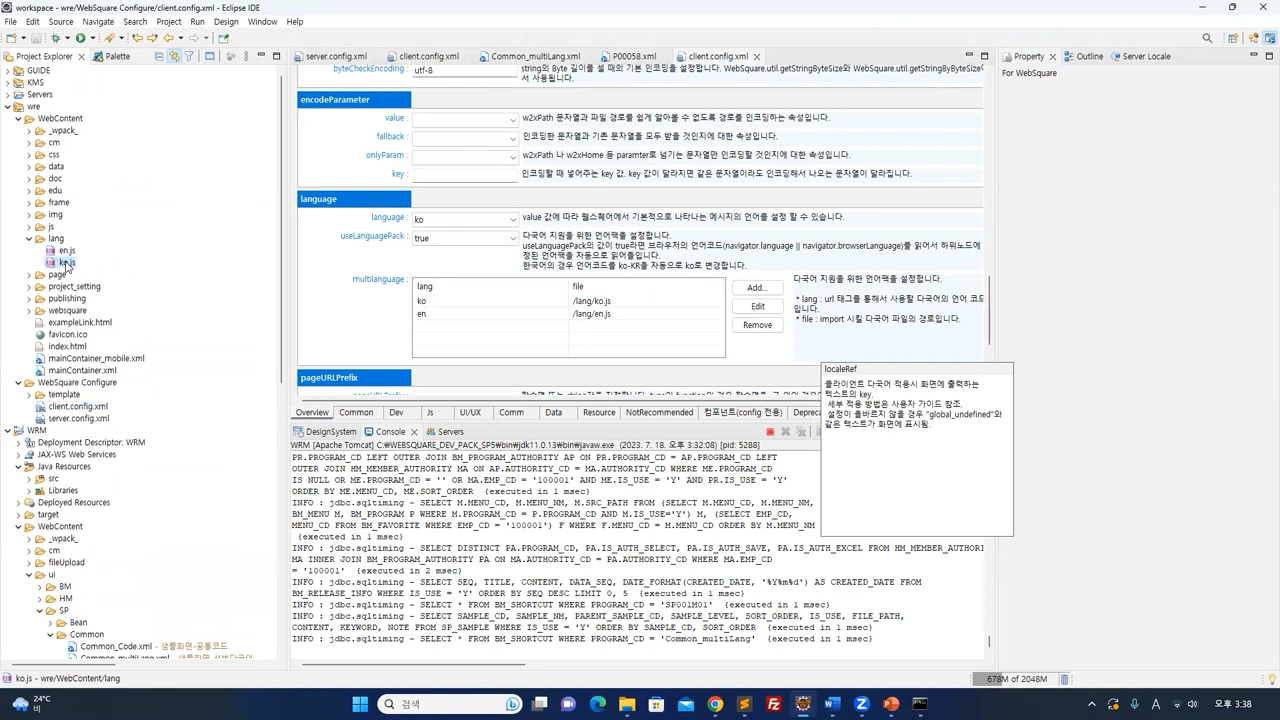 workspace - wre/WebSquare Configure/client.config.xml - Eclipse IDE
File Edit Source Navigate Search Project Run Design Window Help
Project Explorer
Palette
GUIDE
KMS
Servers
wre
WebContent
_wpack_
cm
css
data
doc
edu
frame
img
js
lang
en.js
ko.js
page
project_setting
publishing
websquare
exampleLink.html
favicon.ico
index.html
mainContainer_mobile.xml
mainContainer.xml
WebSquare Configure
template
client.config.xml
server.config.xml
WRM
Deployment Descriptor: WRM
JAX-WS Web Services
Java Resources
src
Libraries
Deployed Resources
target
WebContent
_wpack_
cm
fileUpload
ui
BM
HM
SP
Bean
Common
Common_Code.xml - 샘플화면-공통코드
server.config.xml
client.config.xml
Common_multiLang.xml
P00058.xml
client.config.xml
byteCheckEncoding : utf-8
string의 Byte 길이를 셀 때의 기본 인코딩을 설정합니다. WebSquare.util.getStringByteSize와 WebSquare.util.getStringByByteSize
서 사용됩니다.
encodeParameter
value :
w2xPath 문자열과 파일 경로를 쉽게 알아볼 수 없도록 경로를 인코딩하는 속성입니다.
fallback :
인코딩한 문자열과 기존 문자열을 모두 받을 것인지에 대한 속성입니다.
onlyParam :
w2xPath 나 w2xHome 등 paramter로 넘기는 문자열만 인코딩할 것인지에 대한 속성입니다.
key :
인코딩할 때 넣어주는 key 값. key 값이 달라지면 같은 문자열이라도 인코딩해서 나오는 문자열이 달라집니다.
language
language : ko
value 값에 따라 웹스퀘어에서 기본적으로 나타나는 메시지의 언어를 설정 할 수 있습니다.
useLanguagePack : true
다국어 지원을 위한 언어팩을 설정합니다.
useLanguagePack의 값이 true라면 브라우저의 언어코드(navigator.language || navigator.browserLanguage)를 읽어서 하위노드에
정된 언어팩을 자동으로 읽어들입니다.
한국어의 경우 언어코드를 ko-KR을 자동으로 ko로 변경합니다.
multilanguage :
lang file
ko /lang/ko.js
en /lang/en.js
Add...
Edit
Remove
다국어 지원을 위한 언어팩을 설정합니다.
* lang : url 태그를 통해서 사용할 다국어의 언어 코드
입니다.
* file : import 시킬 다국어 파일의 경로입니다.
pageURLPrefix
Overview Common Dev Js UI/UX Comm Data Resource NotRecommended 컴포넌트(config 전용) Depreca
localeRef
클라이언트 다국어 적용시 화면에 출력하는
텍스트의 key.
세부 적용 방법은 사용자 가이드 참조.
설정이 올바르지 않을 경우 "global_undefined"와
같은 텍스트가 화면에 표시됨.
DesignSystem
Console
Servers
WRM [Apache Tomcat] C:\WEBSQUARE_DEV_PACK_SP5\bin\jdk11.0.13\bin\javaw.exe (2023. 7. 18. 오후 3:32:08) [pid: 5288]
PR.PROGRAM_CD LEFT OUTER JOIN BM_PROGRAM_AUTHORITY AP ON PR.PROGRAM_CD = AP.PROGRAM_CD LEFT
OUTER JOIN HM_MEMBER_AUTHORITY MA ON AP.AUTHORITY_CD = MA.AUTHORITY_CD WHERE ME.PROGRAM_CD
IS NULL OR ME.PROGRAM_CD = '' OR MA.EMP_CD = '100001' AND ME.IS_USE = 'Y' AND PR.IS_USE = 'Y'
ORDER BY ME.MENU_CD, ME.SORT_ORDER {executed in 1 msec}
INFO : jdbc.sqltiming - SELECT M.MENU_CD, M.MENU_NM, M.SRC_PATH FROM (SELECT M.MENU_CD, M
BM_MENU M, BM_PROGRAM P WHERE M.PROGRAM_CD = P.PROGRAM_CD AND M.IS_USE='Y') M, (SELECT EMP_CD,
MENU_CD FROM BM_FAVORITE WHERE EMP_CD = '100001') F WHERE F.MENU_CD = M.MENU_CD ORDER BY M.MENU_NM
{executed in 1 msec}
INFO : jdbc.sqltiming - SELECT DISTINCT PA.PROGRAM_CD, PA.IS_AUTH_SELECT, PA.IS_AUTH_SAVE, PA.IS_AUTH_EXCEL FROM HM_MEMBER_AUTHORI
MA INNER JOIN BM_PROGRAM_AUTHORITY PA ON MA.AUTHORITY_CD = PA.AUTHORITY_CD WHERE MA.EMP_CD
= '100001' {executed in 2 msec}
INFO : jdbc.sqltiming - SELECT SEQ, TITLE, CONTENT, DATA_SEQ, DATE_FORMAT(CREATED_DATE, '%Y%m%d') AS CREATED_DATE FROM
BM_RELEASE_INFO WHERE IS_USE = 'Y' ORDER BY SEQ DESC LIMIT 0, 5 {executed in 1 msec}
INFO : jdbc.sqltiming - SELECT * FROM BM_SHORTCUT WHERE PROGRAM_CD = 'SP001M01' {executed in 1 msec}
INFO : jdbc.sqltiming - SELECT SAMPLE_CD, SAMPLE_NM, PARENT_SAMPLE_CD, SAMPLE_LEVEL, SORT_ORDER, IS_USE, FILE_PATH,
CONTENT, KEYWORD, NOTE FROM SP_SAMPLE WHERE IS_USE = 'Y' ORDER BY SAMPLE_CD, SORT_ORDER {executed in 1 msec}
INFO : jdbc.sqltiming - SELECT * FROM BM_SHORTCUT WHERE PROGRAM_CD = 'Common_multiLang' {executed in 1 msec}
Property
Outline
Server Locale
For WebSquare
ko.js - wre/WebContent/lang
678M of 2048M
24°C
비
검색
A
오후 3:38